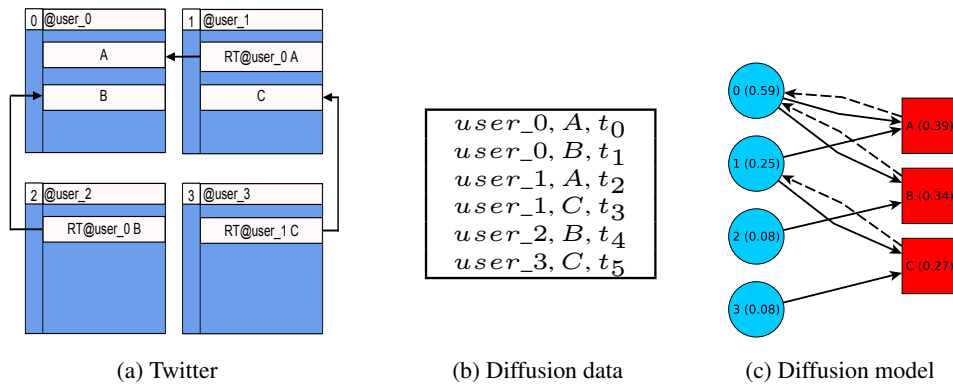 0 @user_0
A
B
1 @user_1
RT@user_0 A
C
2 @user_2
RT@user_0 B
3 @user_3
RT@user_1 C
(a) Twitter
user_0, A, t0
user_0, B, t1
user_1, A, t2
user_1, C, t3
user_2, B, t4
user_3, C, t5
(b) Diffusion data
0 (0.59)
1 (0.25)
2 (0.08)
3 (0.08)
A (0.39)
B (0.34)
C (0.27)
(c) Diffusion model